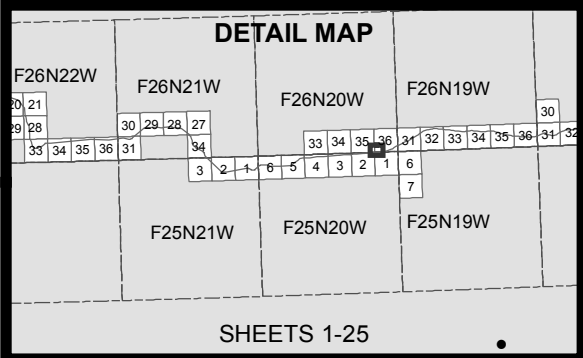 DETAIL MAP
F26N22W
F26N21W
F26N20W
F26N19W
20 21
30 29 28 27
30
29 28
33 34 35 36 31
34
33 34 35 36 31 32 33 34 35 36 31 32
3 2 1 6 5 4 3 2 1 6
7
F25N21W
F25N20W
F25N19W
SHEETS 1-25